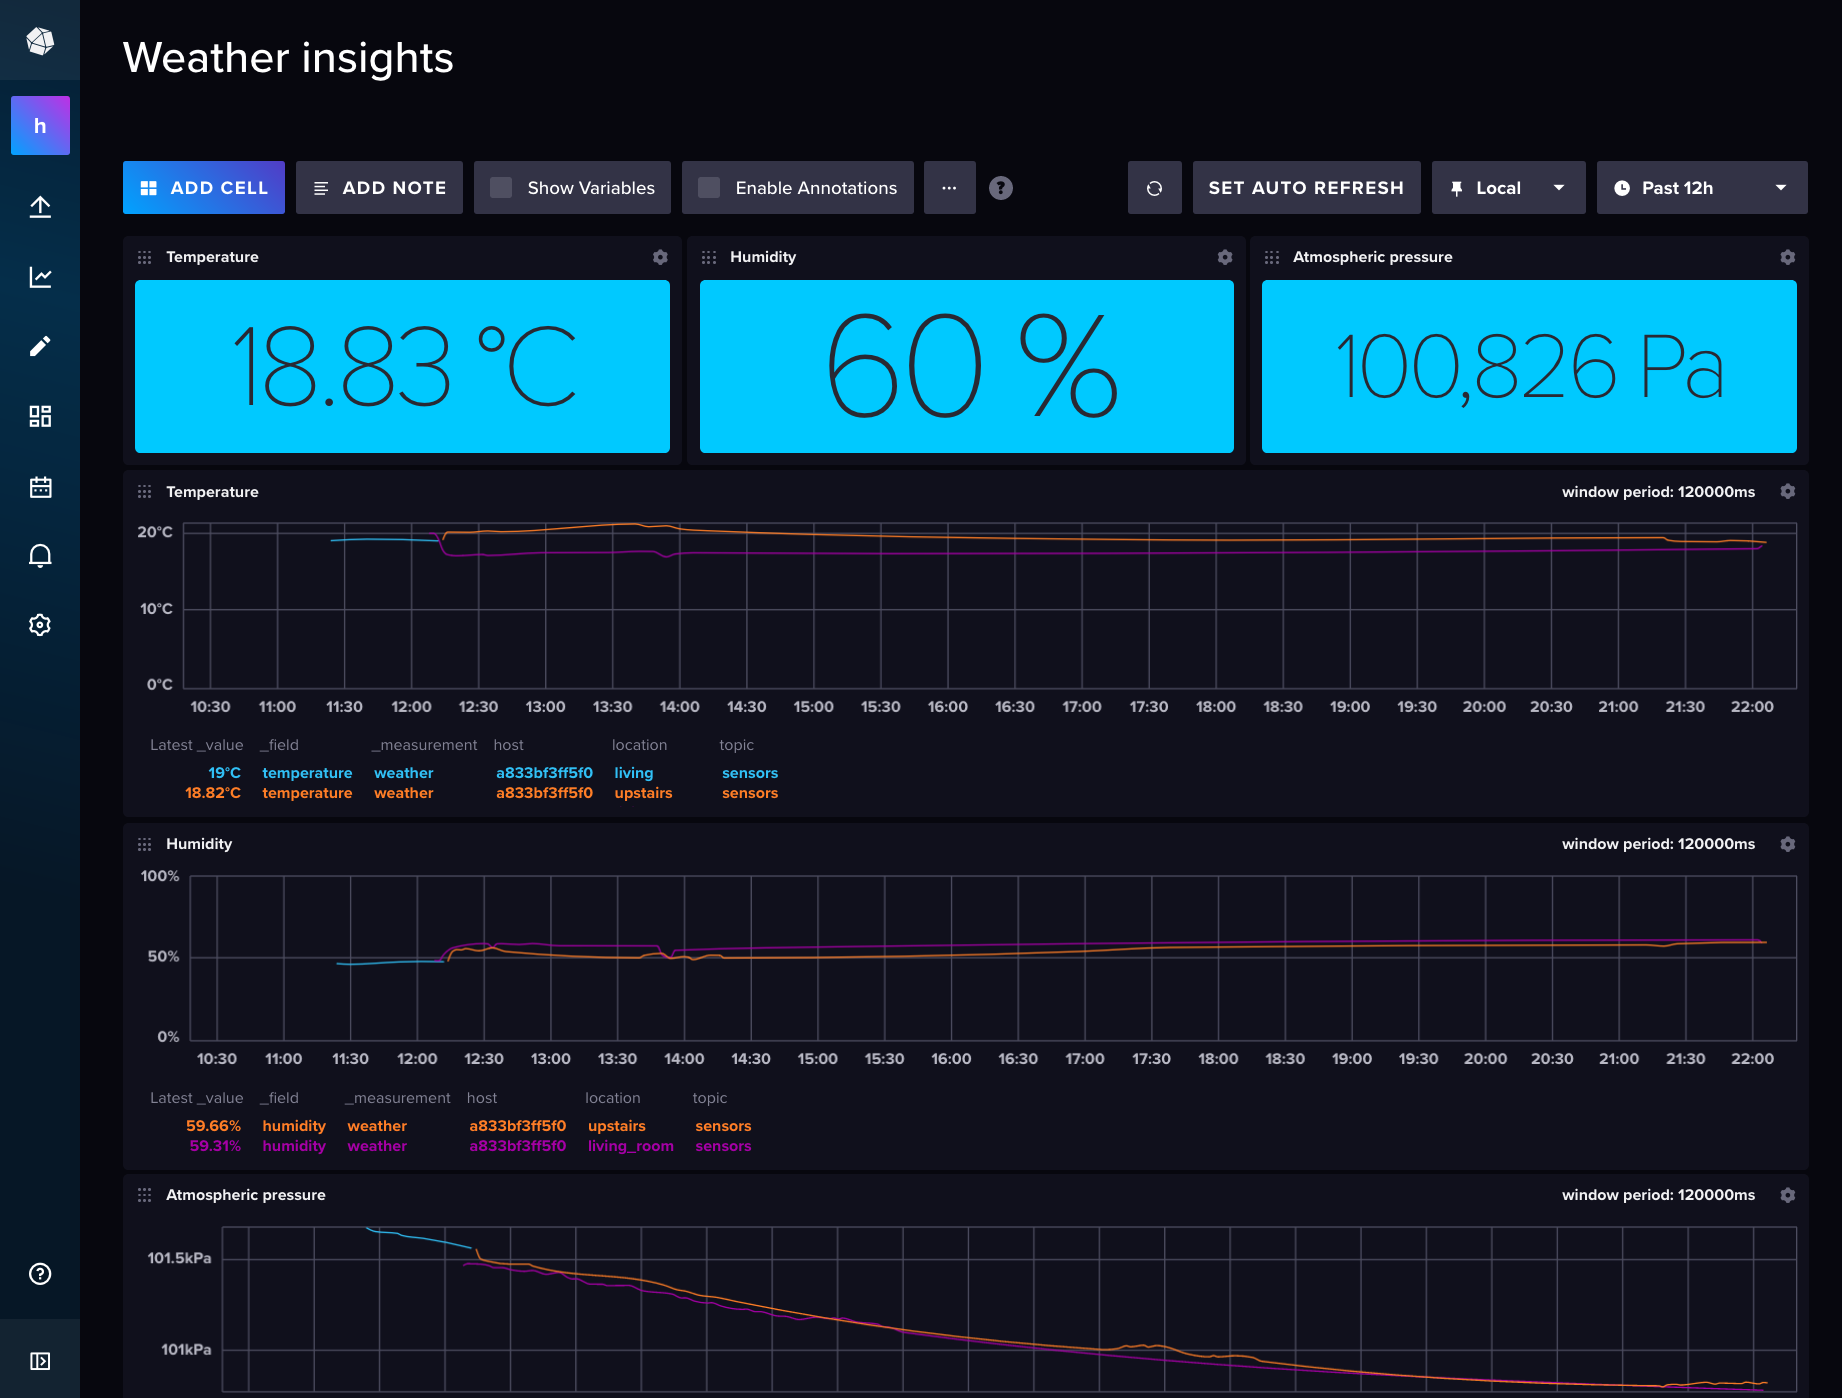 Weather insights
h
ADD CELL ADD NOTE Show Variables Enable Annotations ... ? SET AUTO REFRESH Local Past 12h
Temperature Humidity Atmospheric pressure
18.83 °C 60 % 100,826 Pa
Temperature window period: 120000ms
20°C
10°C
0°C
10:30 11:00 11:30 12:00 12:30 13:00 13:30 14:00 14:30 15:00 15:30 16:00 16:30 17:00 17:30 18:00 18:30 19:00 19:30 20:00 20:30 21:00 21:30 22:00
Latest _value _field _measurement host location topic
19°C temperature weather a833bf3ff5f0 living sensors
18.82°C temperature weather a833bf3ff5f0 upstairs sensors
Humidity window period: 120000ms
100%
50%
0%
10:30 11:00 11:30 12:00 12:30 13:00 13:30 14:00 14:30 15:00 15:30 16:00 16:30 17:00 17:30 18:00 18:30 19:00 19:30 20:00 20:30 21:00 21:30 22:00
Latest _value _field _measurement host location topic
59.66% humidity weather a833bf3ff5f0 upstairs sensors
59.31% humidity weather a833bf3ff5f0 living_room sensors
Atmospheric pressure window period: 120000ms
101.5kPa
101kPa